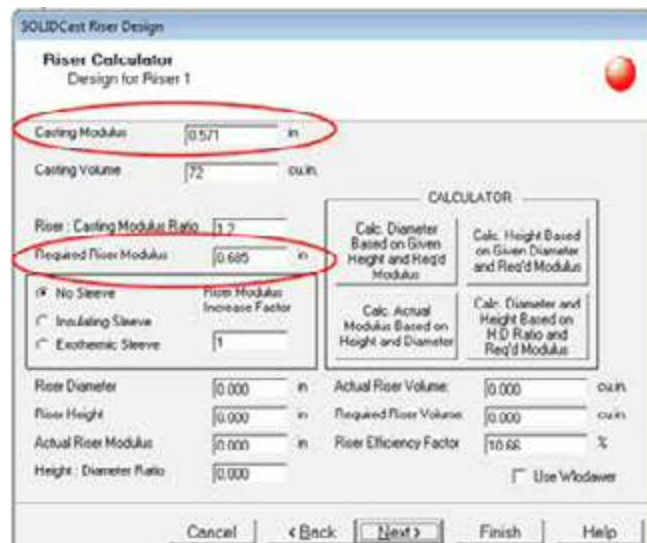 SOLIDCast Riser Design
Riser Calculator
Design for Riser 1
Casting Modulus 0.571 in
Casting Volume 72 cu.in.
Riser : Casting Modulus Ratio 1.2
Required Riser Modulus 0.685 in
No Sleeve
Insulating Sleeve
Exothermic Sleeve
Riser Modulus
Increase Factor
1
CALCULATOR
Calc. Diameter
Based on Given
Height and Req'd
Modulus
Calc. Height Based
on Given Diameter
and Req'd Modulus
Calc. Actual
Modulus Based on
Height and Diameter
Calc. Diameter and
Height Based on
H:D Ratio and
Req'd Modulus
Riser Diameter 0.000 in
Riser Height 0.000 in
Actual Riser Modulus 0.000 in
Height : Diameter Ratio 0.000
Actual Riser Volume: 0.000 cu.in.
Required Riser Volume: 0.000 cu.in.
Riser Efficiency Factor 10.66 %
Use Wlodawer
Cancel < Back Next > Finish Help